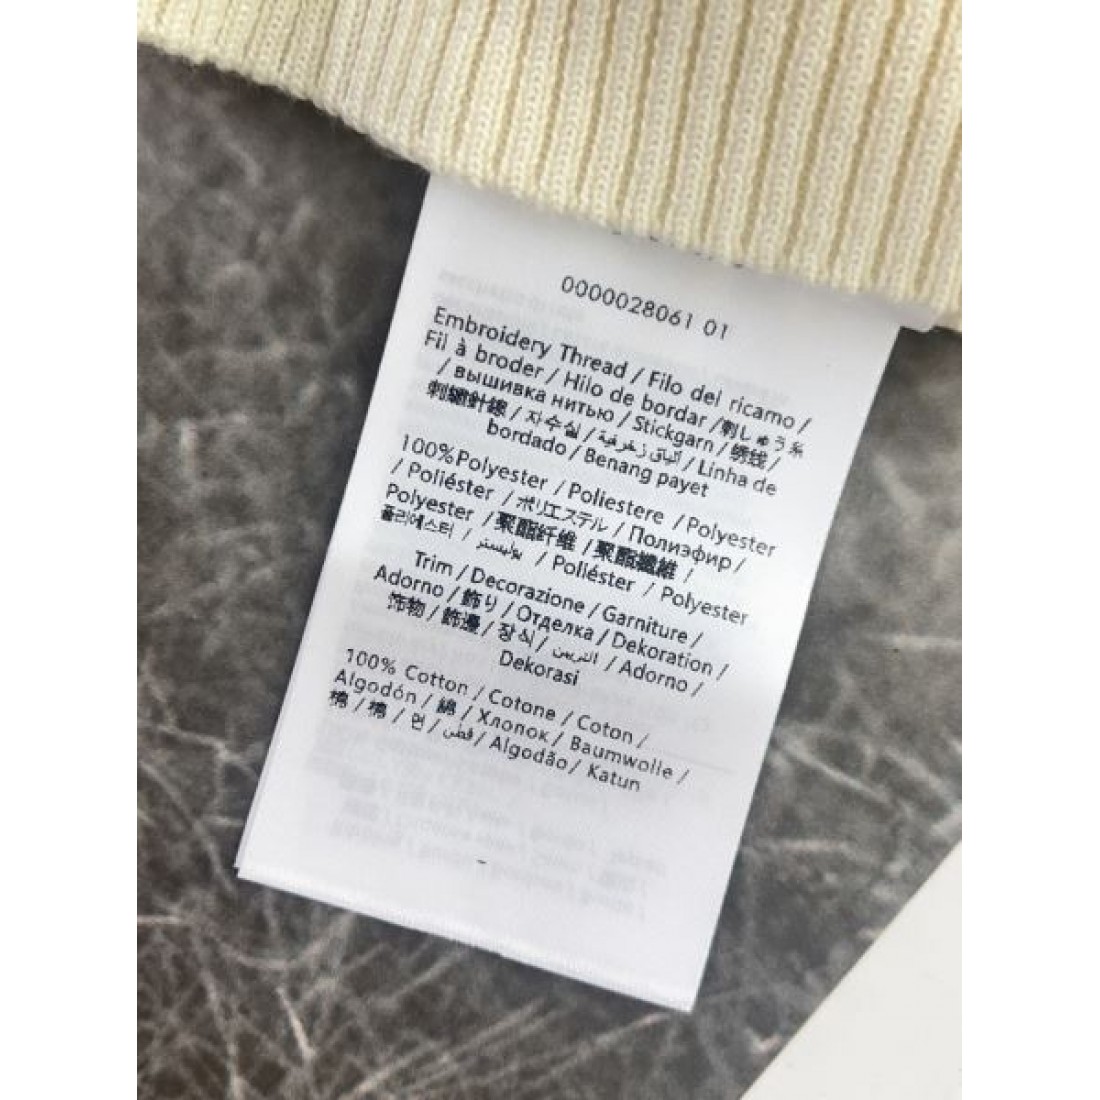 0000028061 01
Embroidery Thread / Filo del ricamo /
Fil à broder / Hilo de bordar /刺しゅう糸
/ вышивка нитью / Stickgarn / 绣线 /
刺繡針線 / 자수실 / ألياق زخرفية / Linha de
bordado / Benang payet
100%Polyester / Poliestere / Polyester
/ Poliéster / ポリエステル / Полиэфир /
Polyester / 聚酯纤维 / 聚酯纖維 /
폴리에스터 / بوليستر / Poliéster / Polyester
Trim / Decorazione / Garniture /
Adorno / 飾り / Отделка / Dekoration /
饰物 / 飾邊 / 장식 / التزيين / Adorno /
Dekorasi
100% Cotton / Cotone / Coton /
Algodón / 綿 / Хлопок / Baumwolle /
棉 / 棉 / 면 / قطن / Algodão / Katun